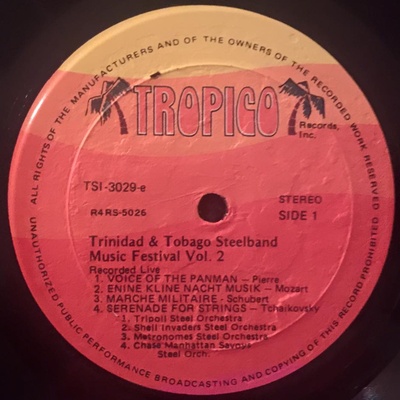 ALL RIGHTS OF THE MANUFACTURERS AND OF THE OWNERS OF THE RECORDED WORK RESERVED.
UNAUTHORIZED PUBLIC PERFORMANCE BROADCASTING AND COPYING OF THIS RECORD PROHIBITED
TROPICO
Records,
Inc.
TSI-3029-e
R4RS-5026
STEREO
SIDE 1
Trinidad & Tobago Steelband
Music Festival Vol. 2
Recorded Live
1. VOICE OF THE PANMAN — Pierre
2. ENINE KLINE NACHT MUSIK — Mozart
3. MARCHE MILITAIRE - Schubert
4. SERENADE FOR STRINGS — Tchaikovsky
1. Tripoli Steel Orchestra
2. Shell Invaders Steel Orchestra
3. Metronomes Steel Orchestra
4. Chase Manhattan Savoys
Steel Orch.